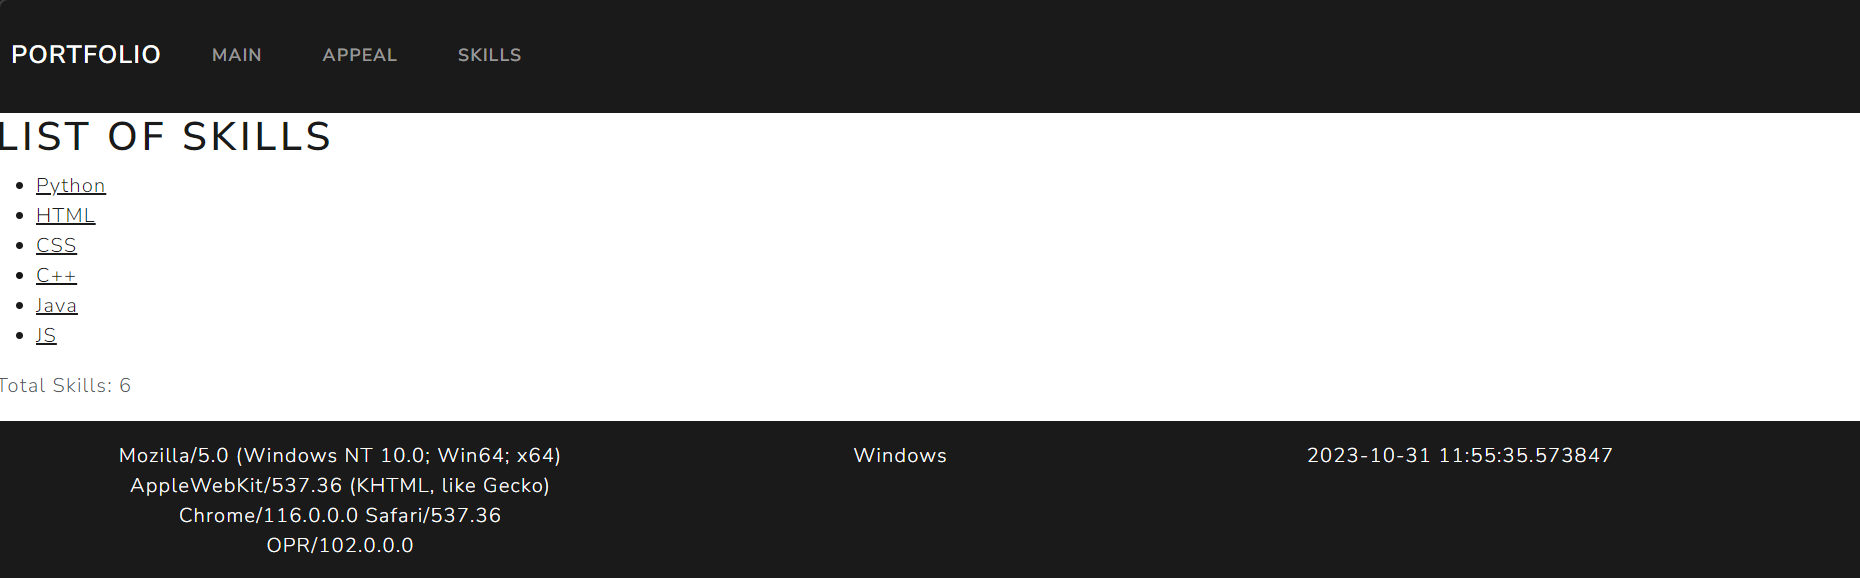 PORTFOLIO MAIN APPEAL SKILLS
LIST OF SKILLS
Python
HTML
CSS
C++
Java
JS
Total Skills: 6
Mozilla/5.0 (Windows NT 10.0; Win64; x64)
AppleWebKit/537.36 (KHTML, like Gecko)
Chrome/116.0.0.0 Safari/537.36
OPR/102.0.0.0
Windows
2023-10-31 11:55:35.573847